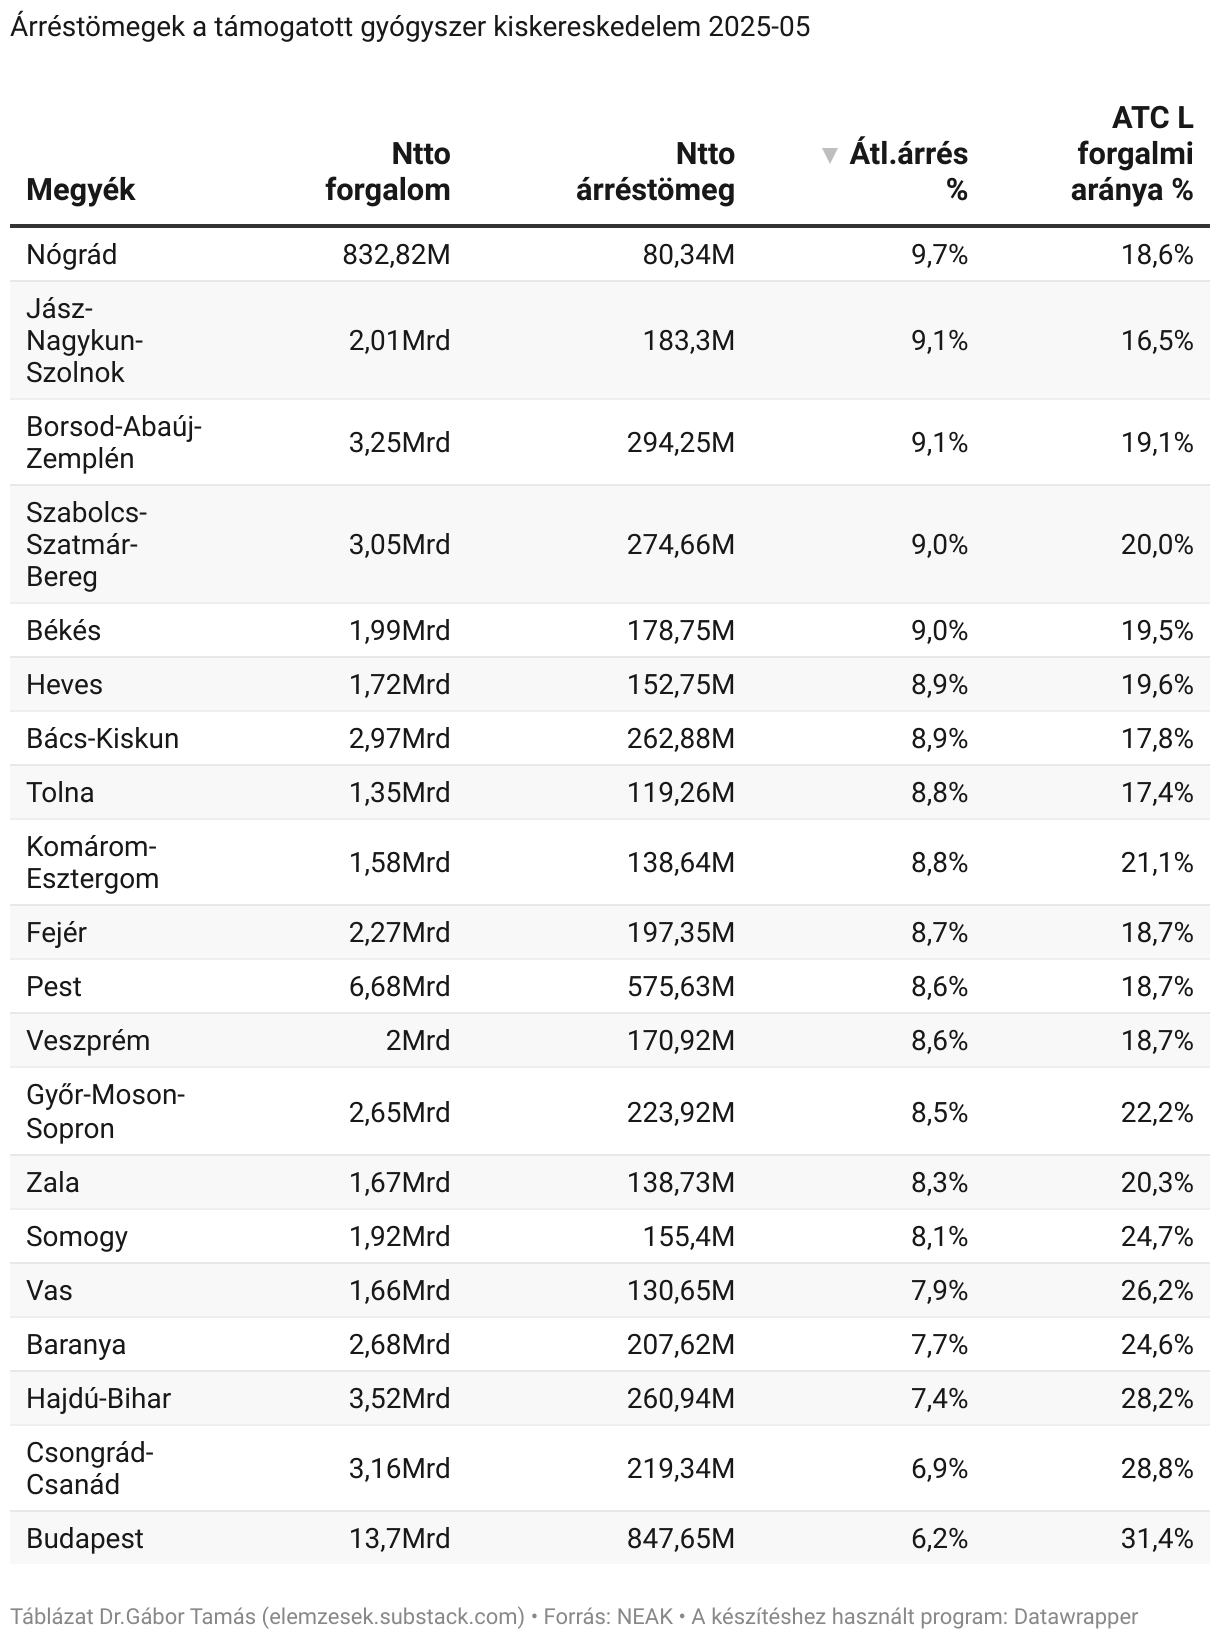 Árréstömegek a támogatott gyógyszer kiskereskedelem 2025-05
Megyék Ntto forgalom Ntto árréstömeg ▼ Átl.árrés % ATC L forgalmi aránya %
Nógrád 832,82M 80,34M 9,7% 18,6%
Jász-Nagykun-Szolnok 2,01Mrd 183,3M 9,1% 16,5%
Borsod-Abaúj-Zemplén 3,25Mrd 294,25M 9,1% 19,1%
Szabolcs-Szatmár-Bereg 3,05Mrd 274,66M 9,0% 20,0%
Békés 1,99Mrd 178,75M 9,0% 19,5%
Heves 1,72Mrd 152,75M 8,9% 19,6%
Bács-Kiskun 2,97Mrd 262,88M 8,9% 17,8%
Tolna 1,35Mrd 119,26M 8,8% 17,4%
Komárom-Esztergom 1,58Mrd 138,64M 8,8% 21,1%
Fejér 2,27Mrd 197,35M 8,7% 18,7%
Pest 6,68Mrd 575,63M 8,6% 18,7%
Veszprém 2Mrd 170,92M 8,6% 18,7%
Győr-Moson-Sopron 2,65Mrd 223,92M 8,5% 22,2%
Zala 1,67Mrd 138,73M 8,3% 20,3%
Somogy 1,92Mrd 155,4M 8,1% 24,7%
Vas 1,66Mrd 130,65M 7,9% 26,2%
Baranya 2,68Mrd 207,62M 7,7% 24,6%
Hajdú-Bihar 3,52Mrd 260,94M 7,4% 28,2%
Csongrád-Csanád 3,16Mrd 219,34M 6,9% 28,8%
Budapest 13,7Mrd 847,65M 6,2% 31,4%
Táblázat Dr.Gábor Tamás (elemzesek.substack.com) • Forrás: NEAK • A készítéshez használt program: Datawrapper